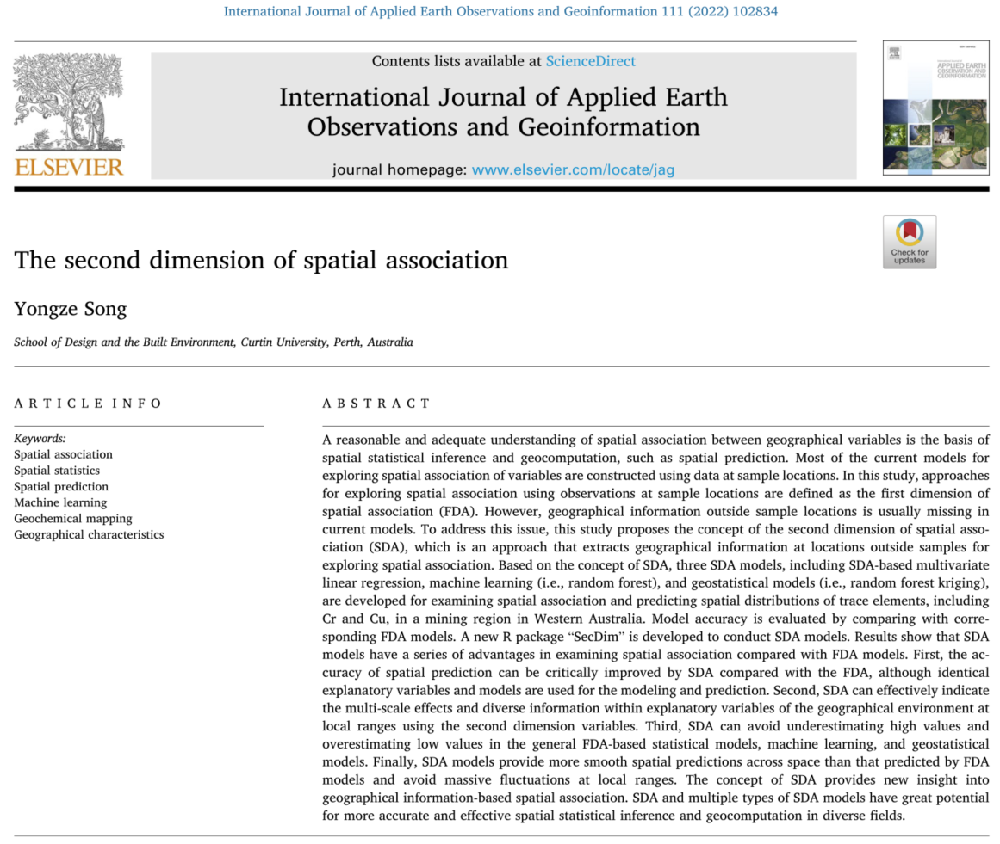 International Journal of Applied Earth Observations and Geoinformation 111 (2022) 102834
Contents lists available at ScienceDirect
International Journal of Applied Earth
Observations and Geoinformation
journal homepage: www.elsevier.com/locate/jag
ELSEVIER
APPLIED EARTH
OBSERVATION AND
GEOINFORMATION
Check for
updates
The second dimension of spatial association
Yongze Song
School of Design and the Built Environment, Curtin University, Perth, Australia
ARTICLE INFO
Keywords:
Spatial association
Spatial statistics
Spatial prediction
Machine learning
Geochemical mapping
Geographical characteristics
ABSTRACT
A reasonable and adequate understanding of spatial association between geographical variables is the basis of
spatial statistical inference and geocomputation, such as spatial prediction. Most of the current models for
exploring spatial association of variables are constructed using data at sample locations. In this study, approaches
for exploring spatial association using observations at sample locations are defined as the first dimension of
spatial association (FDA). However, geographical information outside sample locations is usually missing in
current models. To address this issue, this study proposes the concept of the second dimension of spatial asso-
ciation (SDA), which is an approach that extracts geographical information at locations outside samples for
exploring spatial association. Based on the concept of SDA, three SDA models, including SDA-based multivariate
linear regression, machine learning (i.e., random forest), and geostatistical models (i.e., random forest kriging),
are developed for examining spatial association and predicting spatial distributions of trace elements, including
Cr and Cu, in a mining region in Western Australia. Model accuracy is evaluated by comparing with corre-
sponding FDA models. A new R package “SecDim” is developed to conduct SDA models. Results show that SDA
models have a series of advantages in examining spatial association compared with FDA models. First, the ac-
curacy of spatial prediction can be critically improved by SDA compared with the FDA, although identical
explanatory variables and models are used for the modeling and prediction. Second, SDA can effectively indicate
the multi-scale effects and diverse information within explanatory variables of the geographical environment at
local ranges using the second dimension variables. Third, SDA can avoid underestimating high values and
overestimating low values in the general FDA-based statistical models, machine learning, and geostatistical
models. Finally, SDA models provide more smooth spatial predictions across space than that predicted by FDA
models and avoid massive fluctuations at local ranges. The concept of SDA provides new insight into
geographical information-based spatial association. SDA and multiple types of SDA models have great potential
for more accurate and effective spatial statistical inference and geocomputation in diverse fields.